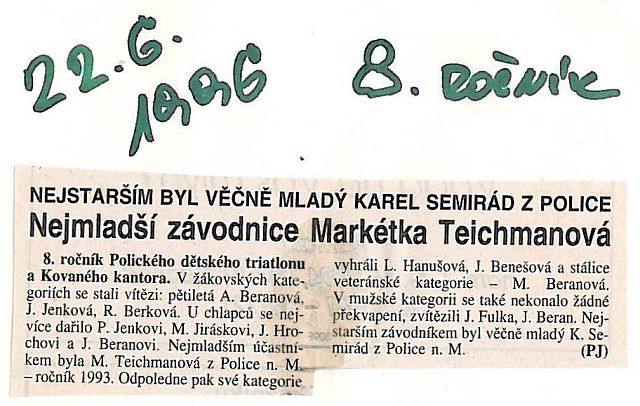 22.6.
1996
8. ROČNÍK
NEJSTARŠÍM BYL VĚČNĚ MLADÝ KAREL SEMIRÁD Z POLICE
Nejmladší závodnice Markétka Teichmanová
8. ročník Polického dětského triatlonu
a Kovaného kantora. V žákovských kate-
goriích se stali vítězi: pětiletá A. Beranová,
J. Jenková, R. Berková. U chlapců se nej-
více dařilo P. Jenkovi, M. Jiráskovi, J. Hro-
chovi a J. Beranovi. Nejmladším účastní-
kem byla M. Teichmanová z Police n. M.
– ročník 1993. Odpoledne pak své kategorie
vyhráli L. Hanušová, J. Benešová a stálice
veteránské kategorie – M. Beranová.
V mužské kategorii se také nekonalo žádné
překvapení, zvítězili J. Fulka, J. Beran. Nej-
starším závodníkem byl věčně mladý K. Se-
mirád z Police n. M. (PJ)